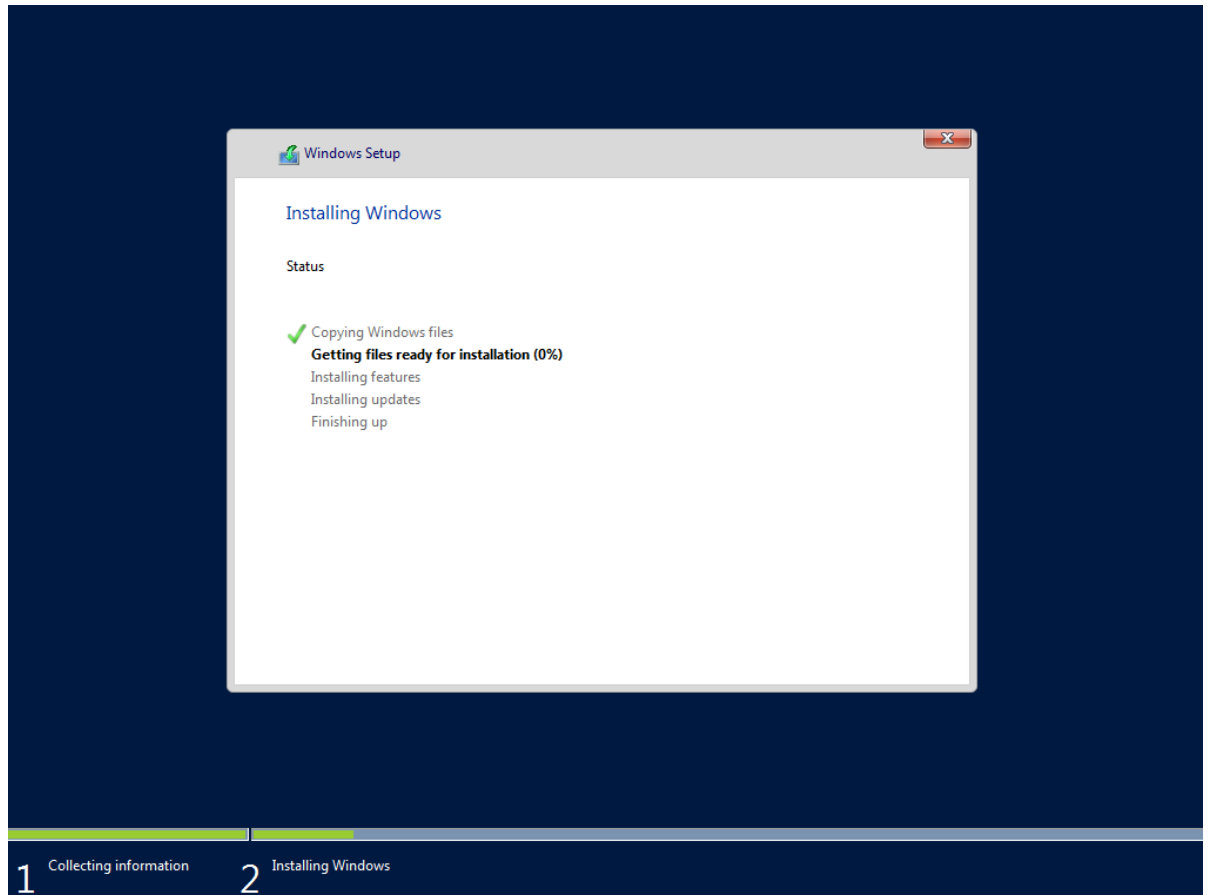 Windows Setup
Installing Windows
Status
Copying Windows files
Getting files ready for installation (0%)
Installing features
Installing updates
Finishing up
1 Collecting information 2 Installing Windows